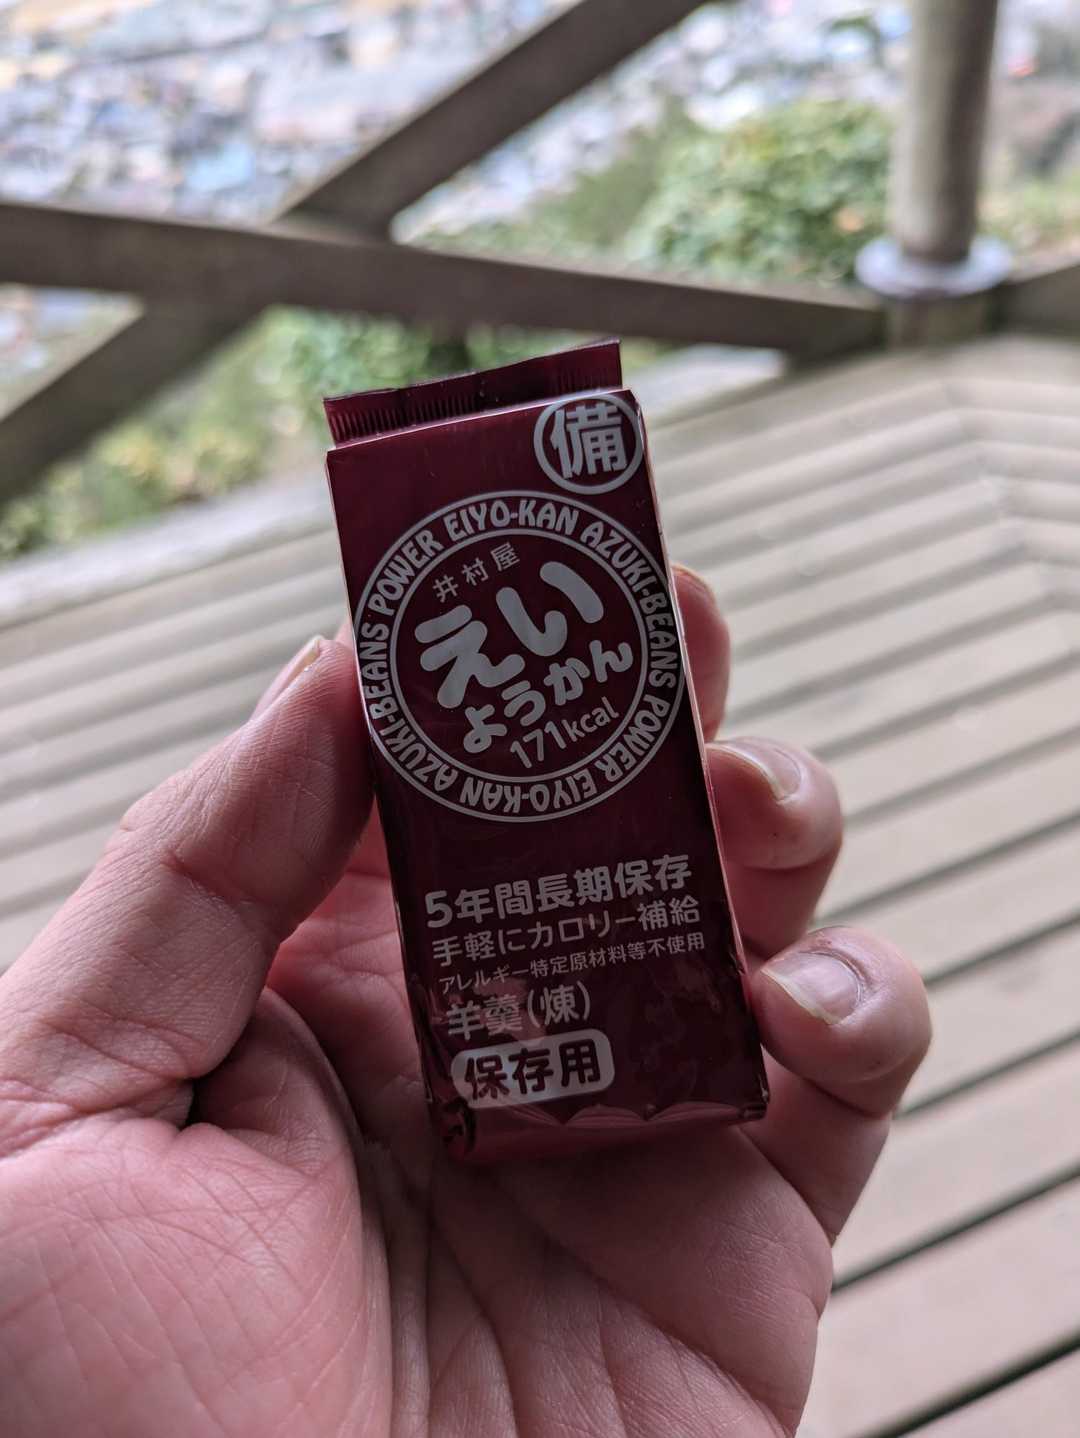 備
EIYO-KAN AZUKI-BEANS POWER EIYO-KAN AZUKI-BEANS POWER
井村屋
えい
ようかん
171kcal
5年間長期保存
手軽にカロリー補給
アレルギー特定原材料等不使用
羊羹(煉)
保存用